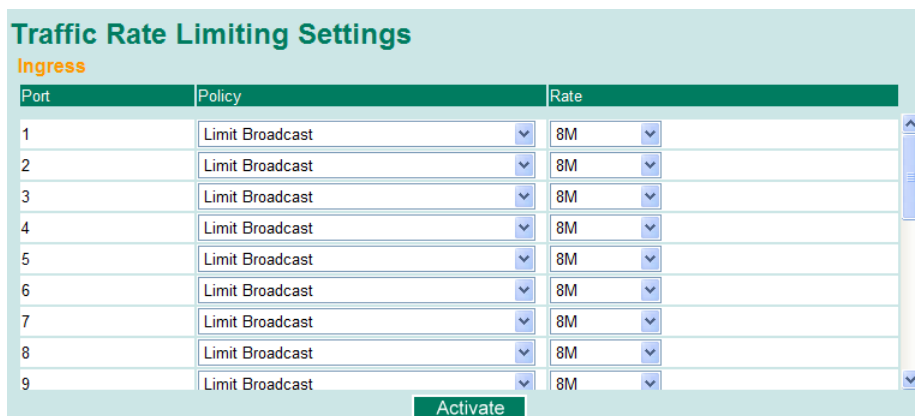 Traffic Rate Limiting Settings
Ingress
Port Policy Rate
1 Limit Broadcast 8M
2 Limit Broadcast 8M
3 Limit Broadcast 8M
4 Limit Broadcast 8M
5 Limit Broadcast 8M
6 Limit Broadcast 8M
7 Limit Broadcast 8M
8 Limit Broadcast 8M
9 Limit Broadcast 8M
Activate